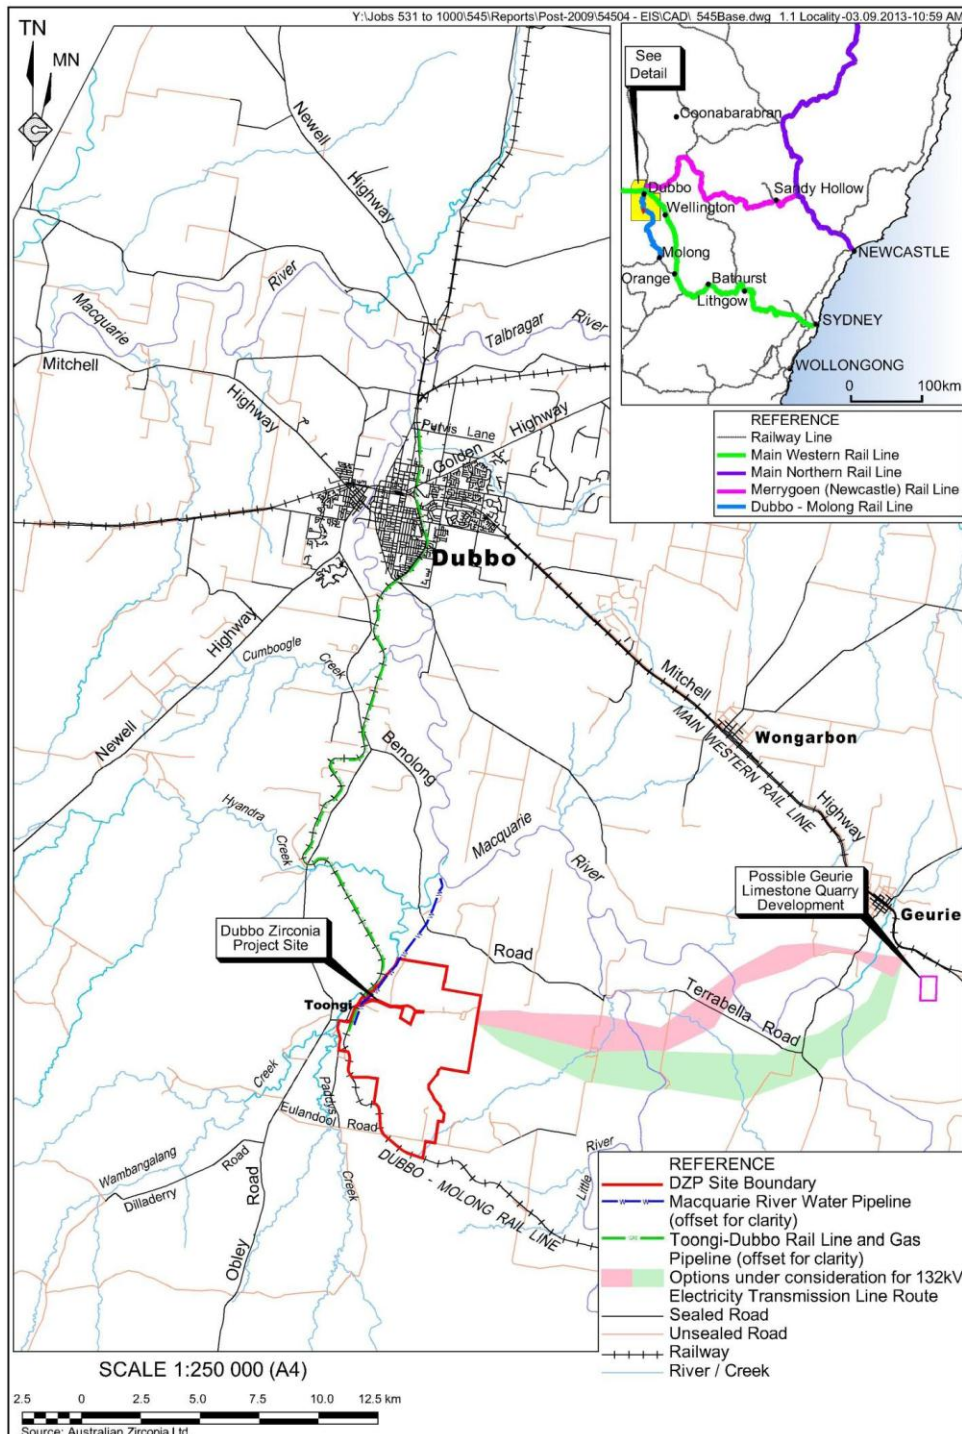 Y:\Jobs 531 to 1000\545\Reports\Post-2009\54504 - EIS\CAD\ 545Base.dwg 1.1 Locality-03.09.2013-10:59 AM
TN
MN
See
Detail
Coonabarabran
Dubbo
Sandy Hollow
Wellington
Molong
NEWCASTLE
Orange
Bathurst
Lithgow
SYDNEY
WOLLONGONG
0 100km
REFERENCE
Railway Line
Main Western Rail Line
Main Northern Rail Line
Merrygoen (Newcastle) Rail Line
Dubbo - Molong Rail Line
Newell
Highway
River
Macquarie
Talbragar
River
Mitchell
Highway
Purvis Lane
Golden
Highway
Dubbo
Highway
Newell
Cumboogle
Creek
Mitchell
MAIN WESTERN RAIL LINE
Highway
Wongarbon
Benolong
Hyandra
Creek
Macquarie
River
Possible Geurie
Limestone Quarry
Development
Geurie
Dubbo Zirconia
Project Site
Road
Terrabella
Road
Toongi
Creek
Paddys
Eulandool Road
Wambangalang
Dilladerry
Road
Road
Creek
DUBBO - MOLONG RAIL LINE
Little
River
Obley
REFERENCE
DZP Site Boundary
Macquarie River Water Pipeline
(offset for clarity)
Toongi-Dubbo Rail Line and Gas
Pipeline (offset for clarity)
Options under consideration for 132kV
Electricity Transmission Line Route
Sealed Road
Unsealed Road
Railway
River / Creek
SCALE 1:250 000 (A4)
2.5 0 2.5 5.0 7.5 10.0 12.5 km
Source: Australian Zirconia Ltd